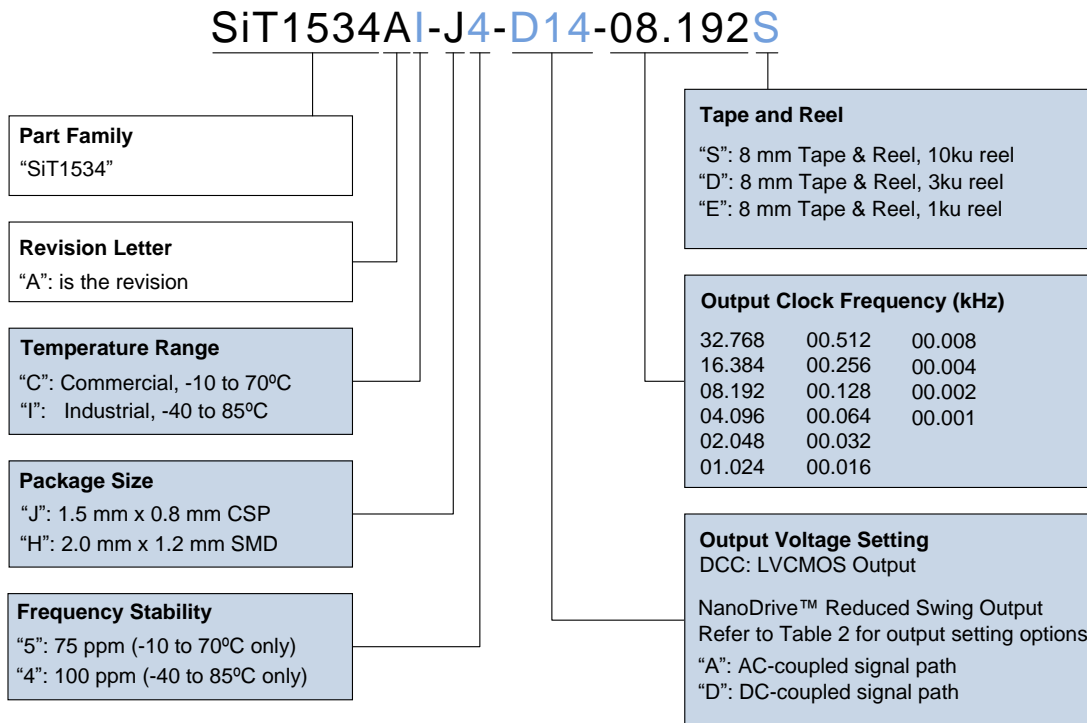 SiT1534AI-J4-D14-08.192S
Part Family
“SiT1534”
Revision Letter
“A”: is the revision
Temperature Range
“C”: Commercial, -10 to 70ºC
“I”: Industrial, -40 to 85ºC
Package Size
“J”: 1.5 mm x 0.8 mm CSP
“H”: 2.0 mm x 1.2 mm SMD
Frequency Stability
“5”: 75 ppm (-10 to 70ºC only)
“4”: 100 ppm (-40 to 85ºC only)
Tape and Reel
“S”: 8 mm Tape & Reel, 10ku reel
“D”: 8 mm Tape & Reel, 3ku reel
“E”: 8 mm Tape & Reel, 1ku reel
Output Clock Frequency (kHz)
32.768 00.512 00.008
16.384 00.256 00.004
08.192 00.128 00.002
04.096 00.064 00.001
02.048 00.032
01.024 00.016
Output Voltage Setting
DCC: LVCMOS Output
NanoDrive™ Reduced Swing Output
Refer to Table 2 for output setting options
“A”: AC-coupled signal path
“D”: DC-coupled signal path